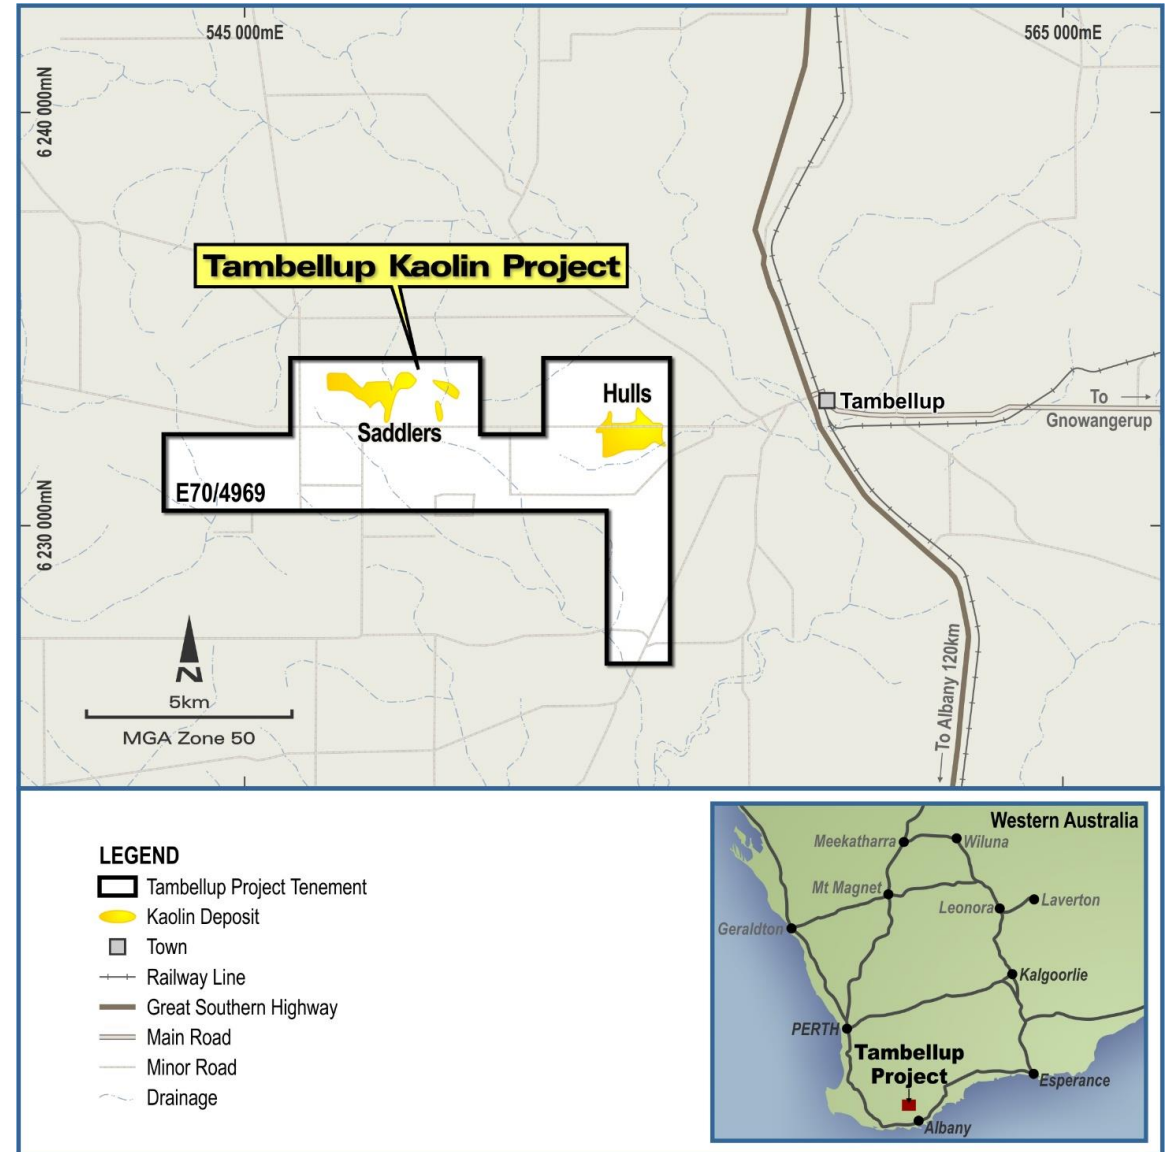 545 000mE
565 000mE
6 240 000mN
Tambellup Kaolin Project
Hulls
Saddlers
Tambellup
To
Gnowangerup
E70/4969
6 230 000mN
N
5km
MGA Zone 50
To Albany 120km
LEGEND
Tambellup Project Tenement
Kaolin Deposit
Town
Railway Line
Great Southern Highway
Main Road
Minor Road
Drainage
Western Australia
Meekatharra
Wiluna
Mt Magnet
Leonora
Laverton
Geraldton
Kalgoorlie
PERTH
Tambellup
Project
Esperance
Albany